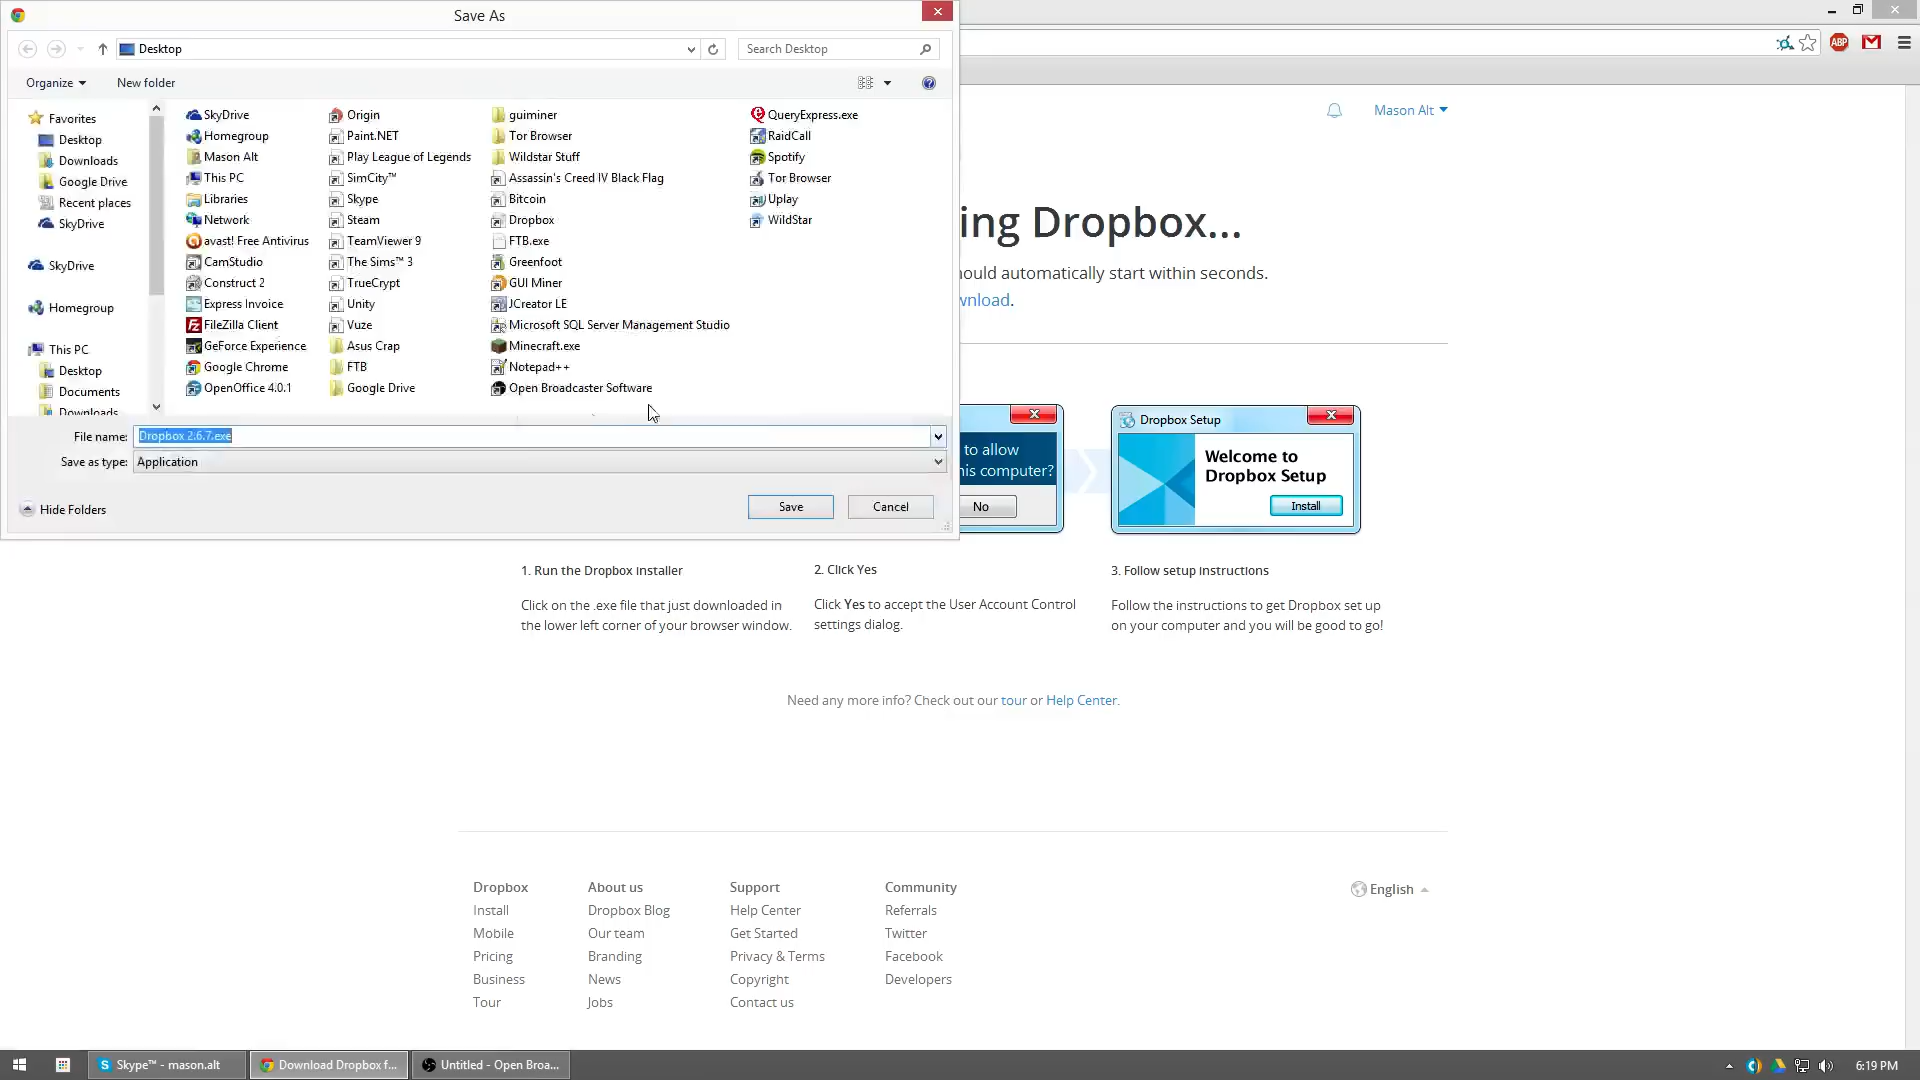 Save As
Desktop
Search Desktop
Organize
New folder
Favorites
Desktop
Downloads
Google Drive
Recent places
SkyDrive
SkyDrive
Homegroup
This PC
Desktop
Documents
Downloads
SkyDrive
Homegroup
Mason Alt
This PC
Libraries
Network
avast! Free Antivirus
CamStudio
Construct 2
Express Invoice
FileZilla Client
GeForce Experience
Google Chrome
OpenOffice 4.0.1
Origin
Paint.NET
Play League of Legends
SimCity™
Skype
Steam
TeamViewer 9
The Sims™ 3
TrueCrypt
Unity
Vuze
Asus Crap
FTB
Google Drive
guiminer
Tor Browser
Wildstar Stuff
Assassin's Creed IV Black Flag
Bitcoin
Dropbox
FTB.exe
Greenfoot
GUI Miner
JCreator LE
Microsoft SQL Server Management Studio
Minecraft.exe
Notepad++
Open Broadcaster Software
QueryExpress.exe
RaidCall
Spotify
Tor Browser
Uplay
WildStar
File name: Dropbox 2.6.7.exe
Save as type: Application
Hide Folders
Save
Cancel
ABP
Mason Alt
ing Dropbox...
ould automatically start within seconds.
wnload.
to allow
his computer?
No
Dropbox Setup
Welcome to
Dropbox Setup
Install
1. Run the Dropbox installer
Click on the .exe file that just downloaded in
the lower left corner of your browser window.
2. Click Yes
Click Yes to accept the User Account Control
settings dialog.
3. Follow setup instructions
Follow the instructions to get Dropbox set up
on your computer and you will be good to go!
Need any more info? Check out our tour or Help Center.
Dropbox
Install
Mobile
Pricing
Business
Tour
About us
Dropbox Blog
Our team
Branding
News
Jobs
Support
Help Center
Get Started
Privacy & Terms
Copyright
Contact us
Community
Referrals
Twitter
Facebook
Developers
English
Skype™ - mason.alt
Download Dropbox f...
Untitled - Open Broa...
6:19 PM